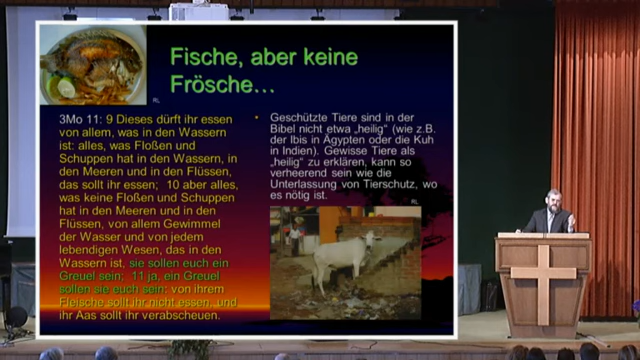 Fische, aber keine
Frösche…
RL
3Mo 11: 9 Dieses dürft ihr essen
von allem, was in den Wassern
ist: alles, was Floßen und
Schuppen hat in den Wassern, in
den Meeren und in den Flüssen,
das sollt ihr essen; 10 aber alles,
was keine Floßen und Schuppen
hat in den Meeren und in den
Flüssen, von allem Gewimmel
der Wasser und von jedem
lebendigen Wesen, das in den
Wassern ist, sie sollen euch ein
Greuel sein; 11 ja, ein Greuel
sollen sie euch sein; von ihrem
Fleische sollt ihr nicht essen, und
ihr Aas sollt ihr verabscheuen.
• Geschützte Tiere sind in der
Bibel nicht etwa „heilig“ (wie z.B.
der Ibis in Ägypten oder die Kuh
in Indien). Gewisse Tiere als
„heilig“ zu erklären, kann so
verheerend sein wie die
Unterlassung von Tierschutz, wo
es nötig ist.
RL